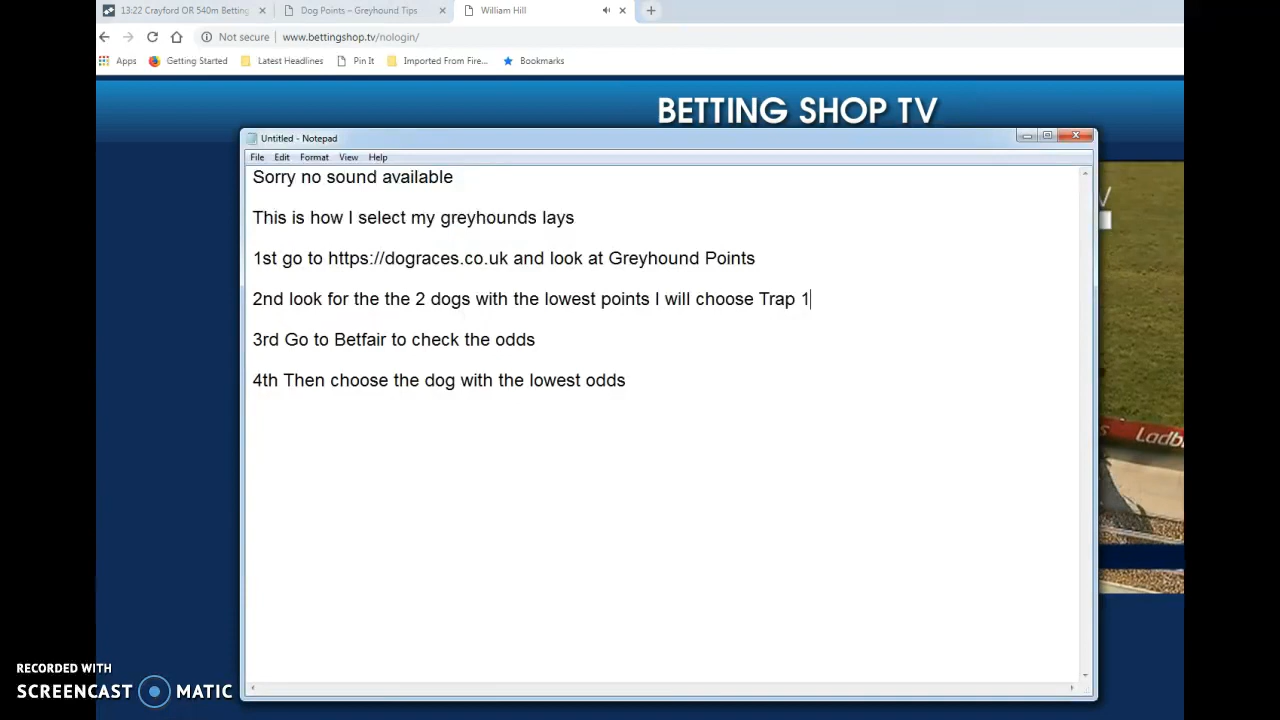 13:22 Crayford OR 540m Betting
Dog Points – Greyhound Tips
William Hill
Not secure
www.bettingshop.tv/nologin/
Apps
Getting Started
Latest Headlines
Pin It
Imported From Fire...
Bookmarks
BETTING SHOP TV
Untitled - Notepad
File Edit Format View Help
Sorry no sound available
This is how I select my greyhounds lays
1st go to https://dograces.co.uk and look at Greyhound Points
2nd look for the the 2 dogs with the lowest points I will choose Trap 1
3rd Go to Betfair to check the odds
4th Then choose the dog with the lowest odds
RECORDED WITH
SCREENCAST MATIC